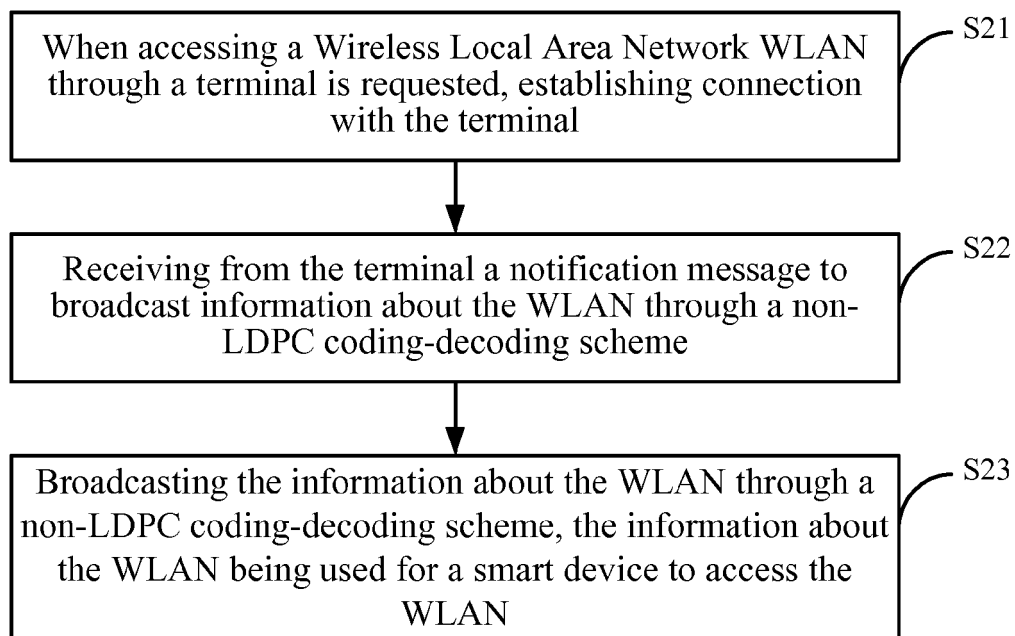 When accessing a Wireless Local Area Network WLAN
through a terminal is requested, establishing connection
with the terminal
S21
Receiving from the terminal a notification message to
broadcast information about the WLAN through a non-
LDPC coding-decoding scheme
S22
Broadcasting the information about the WLAN through a
non-LDPC coding-decoding scheme, the information about
the WLAN being used for a smart device to access the
WLAN
S23